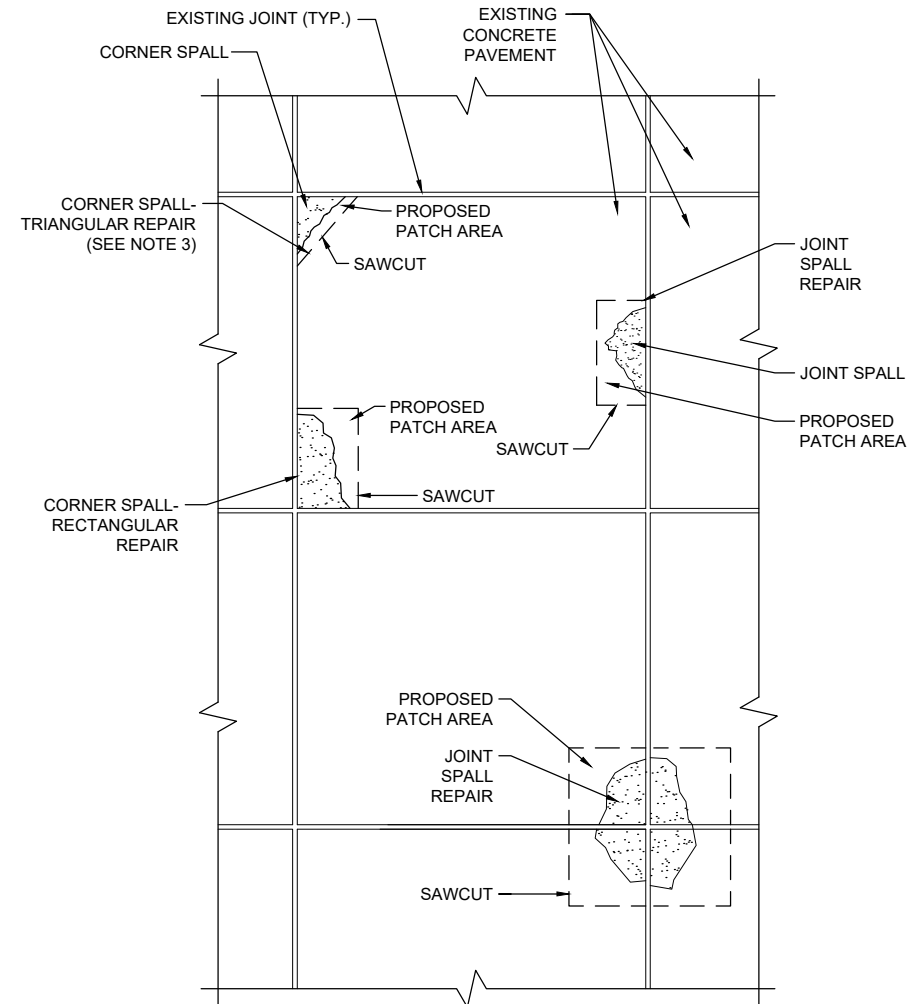 EXISTING JOINT (TYP.)
EXISTING
CONCRETE
PAVEMENT
CORNER SPALL
CORNER SPALL-
TRIANGULAR REPAIR
(SEE NOTE 3)
PROPOSED
PATCH AREA
SAWCUT
JOINT
SPALL
REPAIR
JOINT SPALL
PROPOSED
PATCH AREA
SAWCUT
PROPOSED
PATCH AREA
SAWCUT
CORNER SPALL-
RECTANGULAR
REPAIR
PROPOSED
PATCH AREA
JOINT
SPALL
REPAIR
SAWCUT